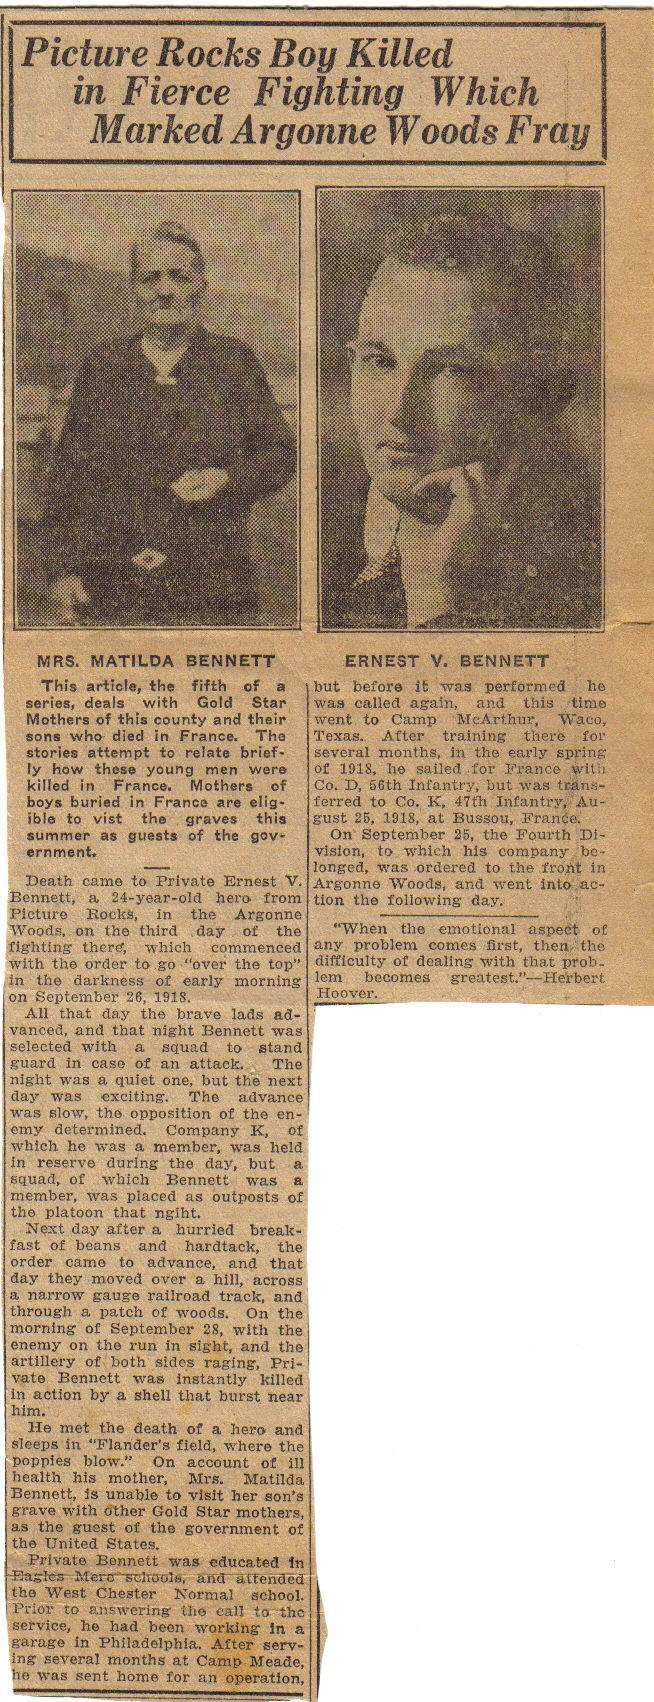 Picture Rocks Boy Killed
in Fierce Fighting Which
Marked Argonne Woods Fray
MRS. MATILDA BENNETT
This article, the fifth of a
series, deals with Gold Star
Mothers of this county and their
sons who died in France. The
stories attempt to relate brief-
ly how these young men were
killed in France. Mothers of
boys buried in France are elig-
ible to vist the graves this
summer as guests of the gov-
ernment.
Death came to Private Ernest V.
Bennett, a 24-year-old hero from
Picture Rocks, in the Argonne
Woods, on the third day of the
fighting there, which commenced
with the order to go "over the top"
in the darkness of early morning
on September 26, 1918.
All that day the brave lads ad-
vanced, and that night Bennett was
selected with a squad to stand
guard in case of an attack. The
night was a quiet one, but the next
day was exciting. The advance
was slow, the opposition of the en-
emy determined. Company K, of
which he was a member, was held
in reserve during the day, but a
squad, of which Bennett was a
member, was placed as outposts of
the platoon that ngiht.
Next day after a hurried break-
fast of beans and hardtack, the
order came to advance, and that
day they moved over a hill, across
a narrow gauge railroad track, and
through a patch of woods. On the
morning of September 28, with the
enemy on the run in sight, and the
artillery of both sides raging, Pri-
vate Bennett was instantly killed
in action by a shell that burst near
him.
He met the death of a hero and
sleeps in "Flander's field, where the
poppies blow." On account of ill
health his mother, Mrs. Matilda
Bennett, is unable to visit her son's
grave with other Gold Star mothers,
as the guest of the government of
the United States.
Private Bennett was educated in
Eagles Mere schools, and attended
the West Chester Normal school.
Prior to answering the call to the
service, he had been working in a
garage in Philadelphia. After serv-
ing several months at Camp Meade,
he was sent home for an operation,
ERNEST V. BENNETT
but before it was performed he
was called again, and this time
went to Camp McArthur, Waco,
Texas. After training there for
several months, in the early spring
of 1918, he sailed for France with
Co. D, 56th Infantry, but was trans-
ferred to Co. K, 47th Infantry, Au-
gust 25, 1918, at Bussou, France.
On September 25, the Fourth Di-
vision, to which his company be-
longed, was ordered to the front in
Argonne Woods, and went into ac-
tion the following day.
"When the emotional aspect of
any problem comes first, then the
difficulty of dealing with that prob-
lem becomes greatest."—Herbert
Hoover.